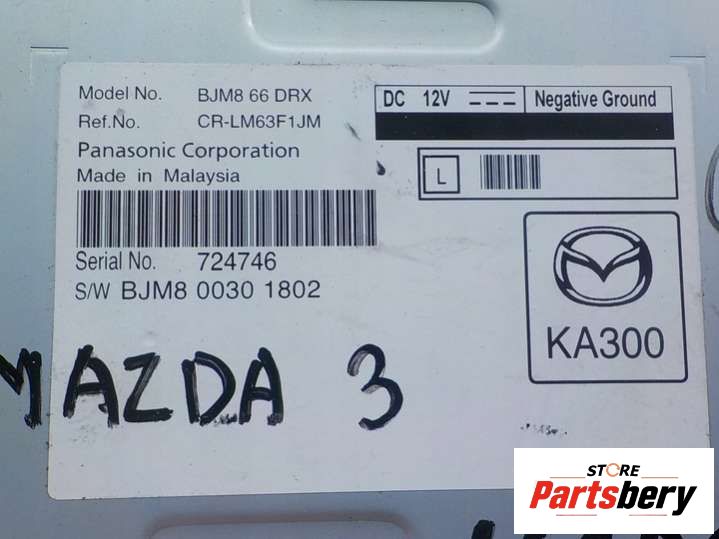 Model No. BJM8 66 DRX
Ref.No. CR-LM63F1JM
Panasonic Corporation
Made in Malaysia
Serial No. 724746
S/W BJM8 0030 1802
DC 12V Negative Ground
L
KA300
MAZDA 3
STORE
Partsbery